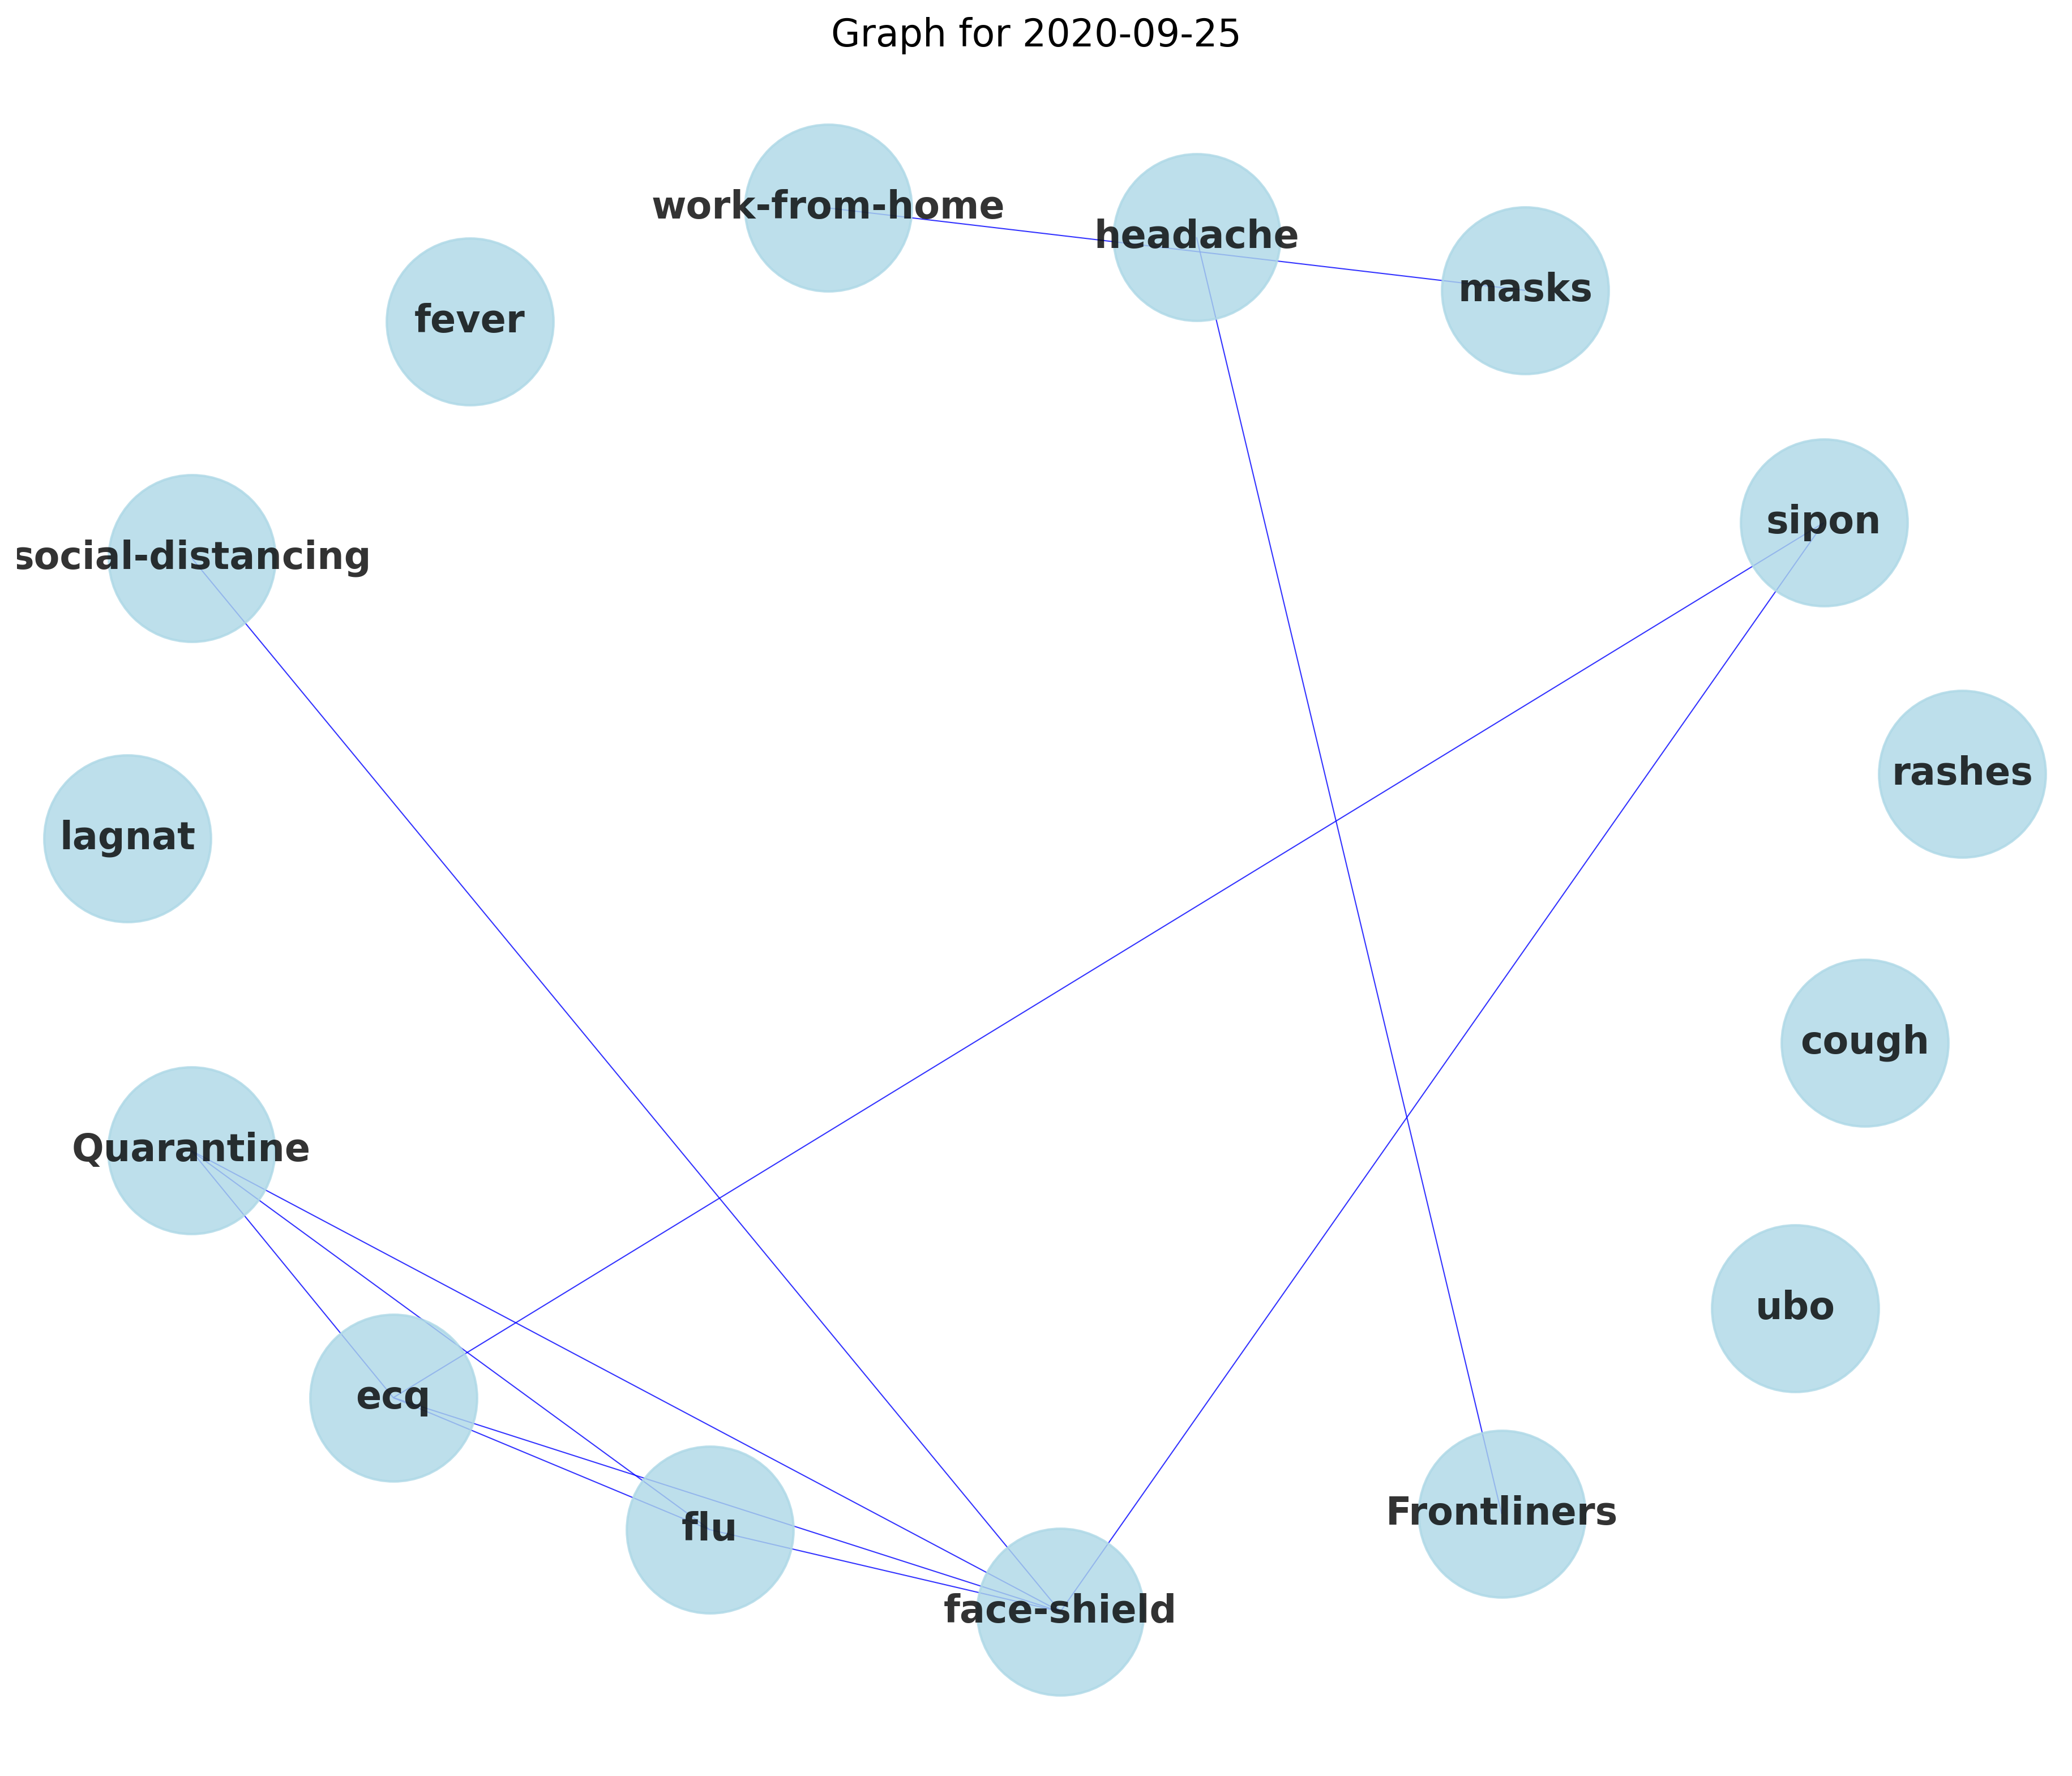 Graph for 2020-09-25
work-from-home
headache
masks
fever
sipon
social-distancing
rashes
lagnat
cough
Quarantine
ubo
ecq
flu
Frontliners
face-shield